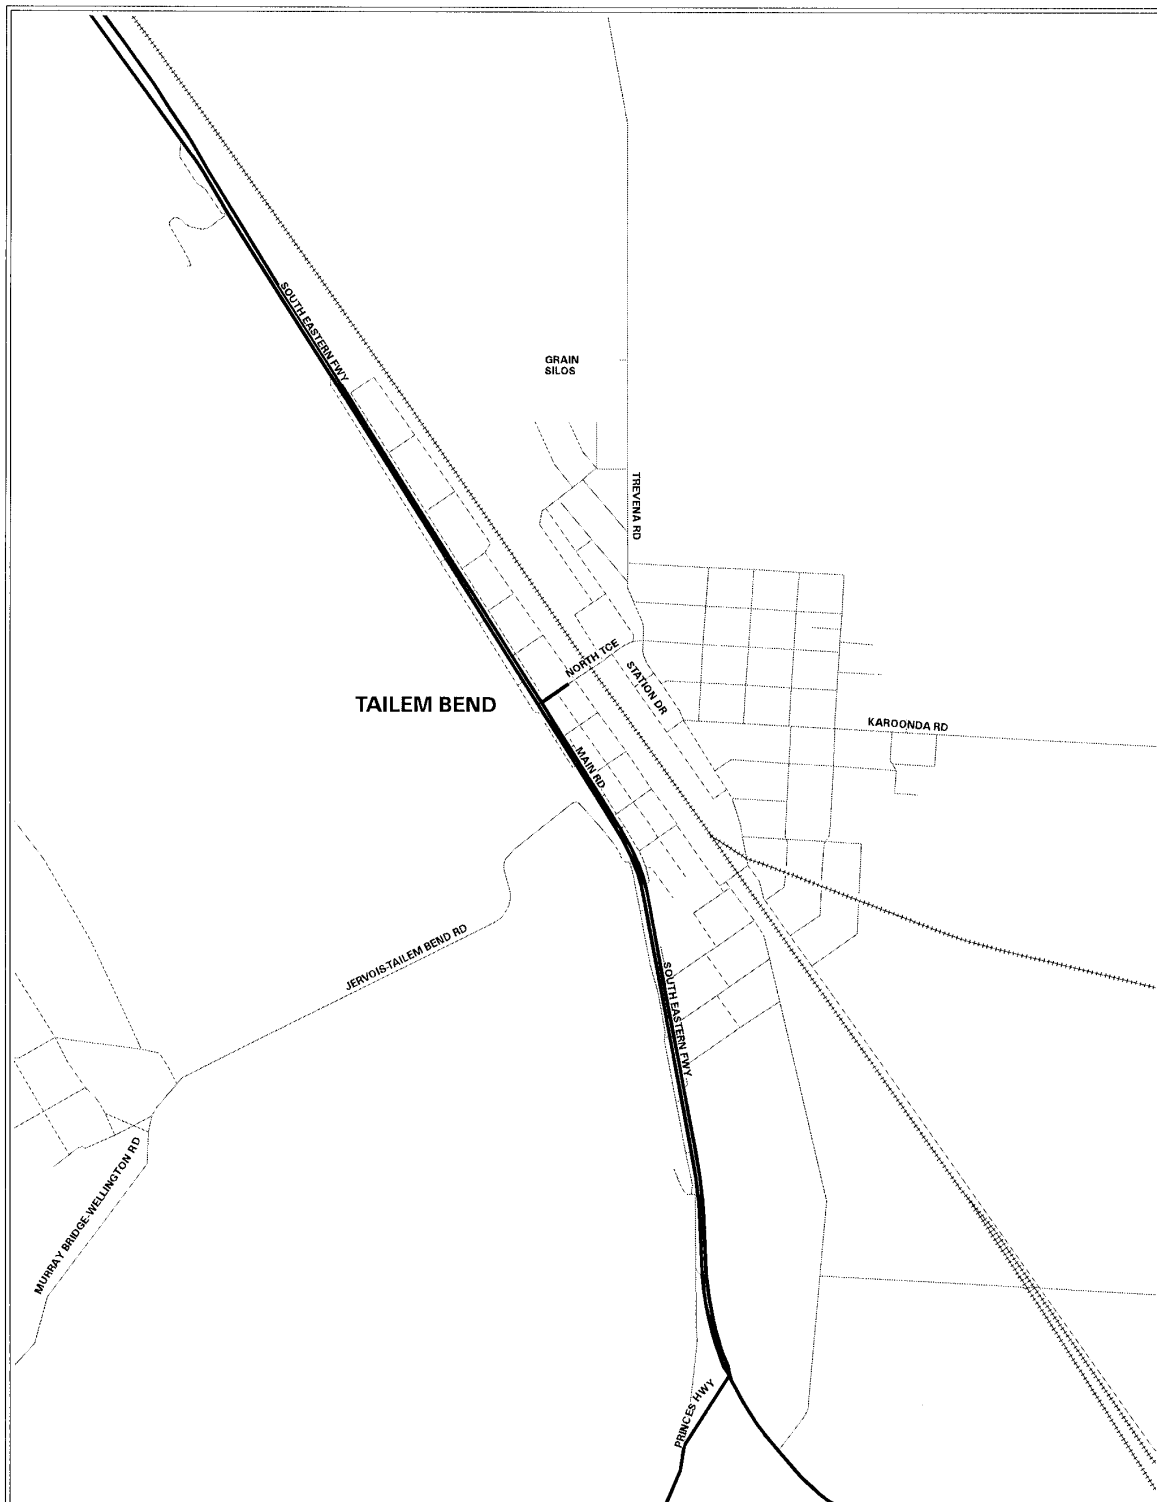 SOUTH EASTERN FWY
GRAIN
SILOS
TREVENA RD
NORTH TCE
STATION DR
TAILEM BEND
KAROONDA RD
MAIN RD
JERVOIS-TAILEM BEND RD
SOUTH EASTERN FWY
MURRAY BRIDGE-WELLINGTON RD
PRINCES HWY